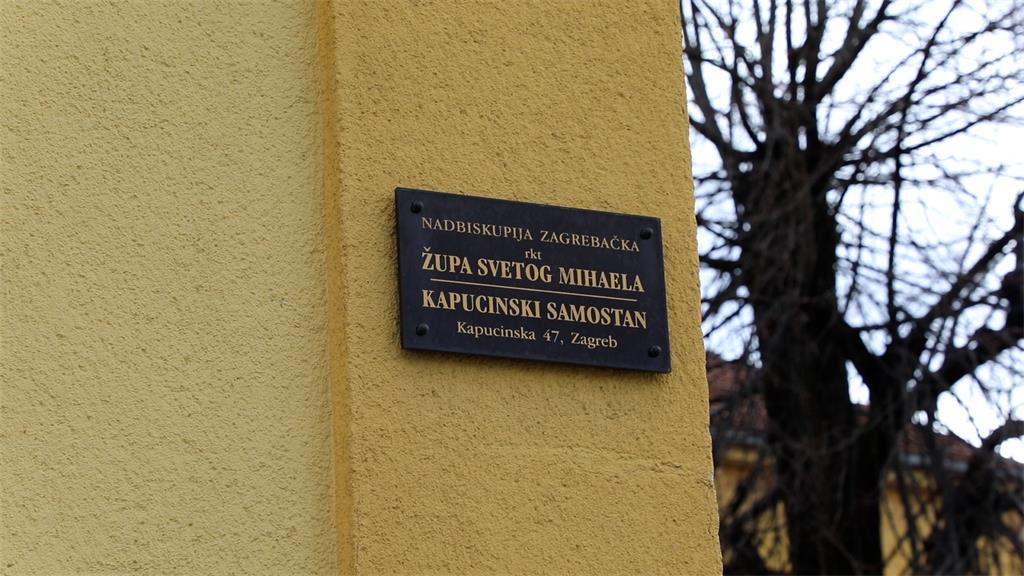 NADBISKUPIJA ZAGREBAČKA
rkt
ŽUPA SVETOG MIHAELA
KAPUCINSKI SAMOSTAN
Kapucinska 47, Zagreb